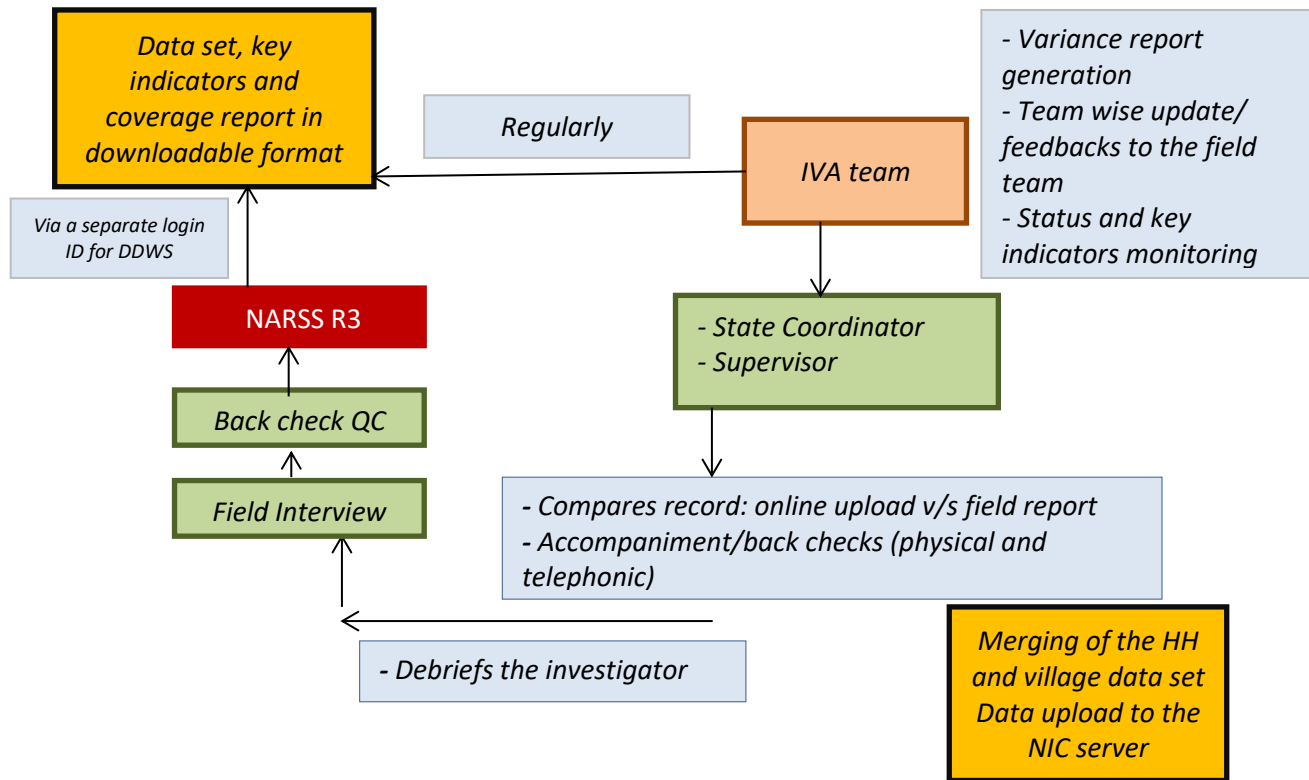 Data set, key
indicators and
coverage report in
downloadable format
Regularly
IVA team
- Variance report
generation
- Team wise update/
feedbacks to the field
team
- Status and key
indicators monitoring
Via a separate login
ID for DDWS
NARSS R3
- State Coordinator
- Supervisor
Back check QC
Field Interview
- Compares record: online upload v/s field report
- Accompaniment/back checks (physical and
telephonic)
- Debriefs the investigator
Merging of the HH
and village data set
Data upload to the
NIC server